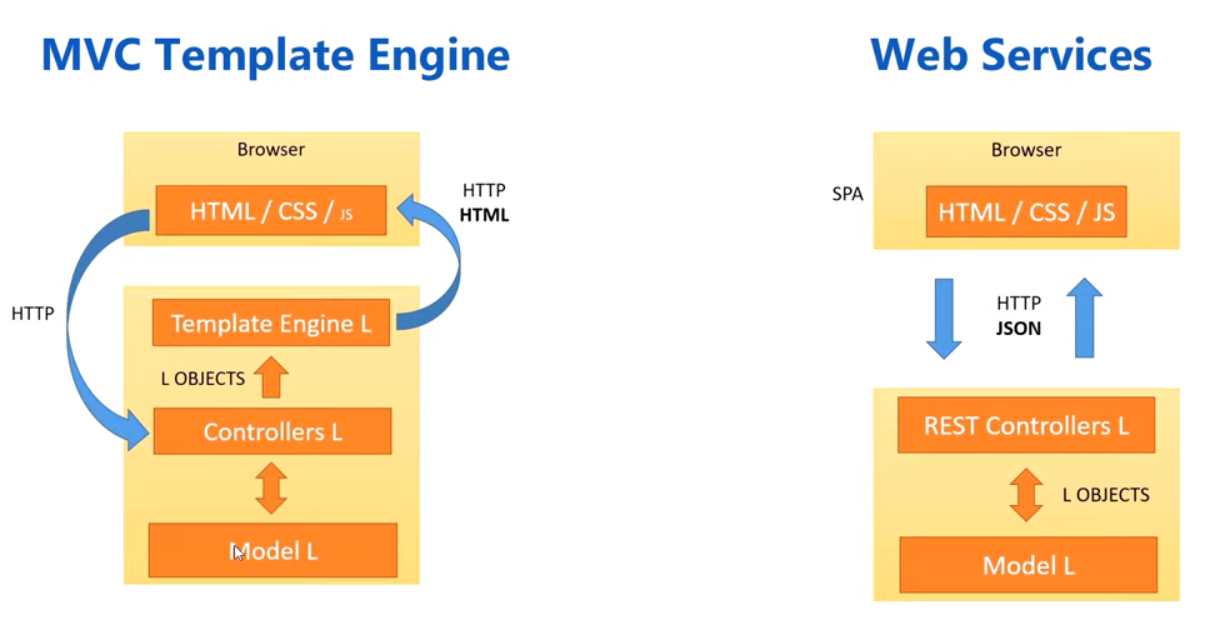 MVC Template Engine
Browser
HTML / CSS / JS
HTTP
HTML
HTTP
Template Engine L
L OBJECTS
Controllers L
Model L
Web Services
Browser
SPA
HTML / CSS / JS
HTTP
JSON
REST Controllers L
L OBJECTS
Model L